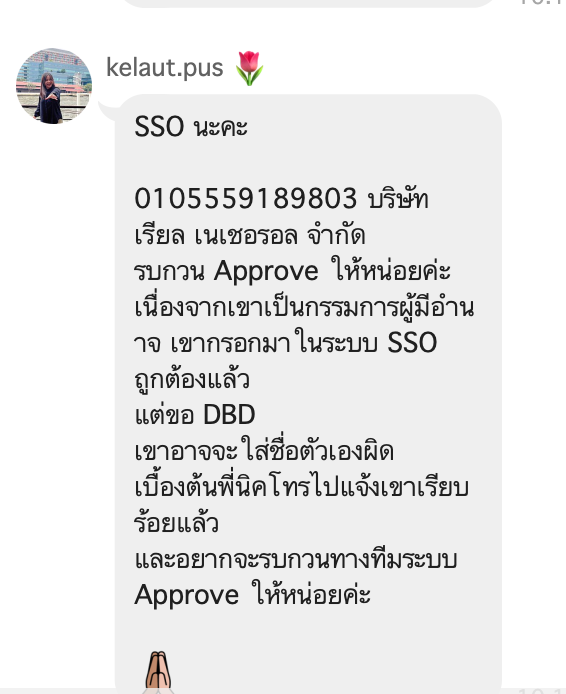 kelaut.pus
SSO นะคะ
0105559189803 บริษัท
เรียล เนเชอรอล จำกัด
รบกวน Approve ให้หน่อยค่ะ
เนื่องจากเขาเป็นกรรมการผู้มีอำน
าจ เขากรอกมาในระบบ SSO
ถูกต้องแล้ว
แต่ขอ DBD
เขาอาจจะใส่ชื่อตัวเองผิด
เบื้องต้นพี่นิคโทรไปแจ้งเขาเรียบ
ร้อยแล้ว
และอยากจะรบกวนทางทีมระบบ
Approve ให้หน่อยค่ะ